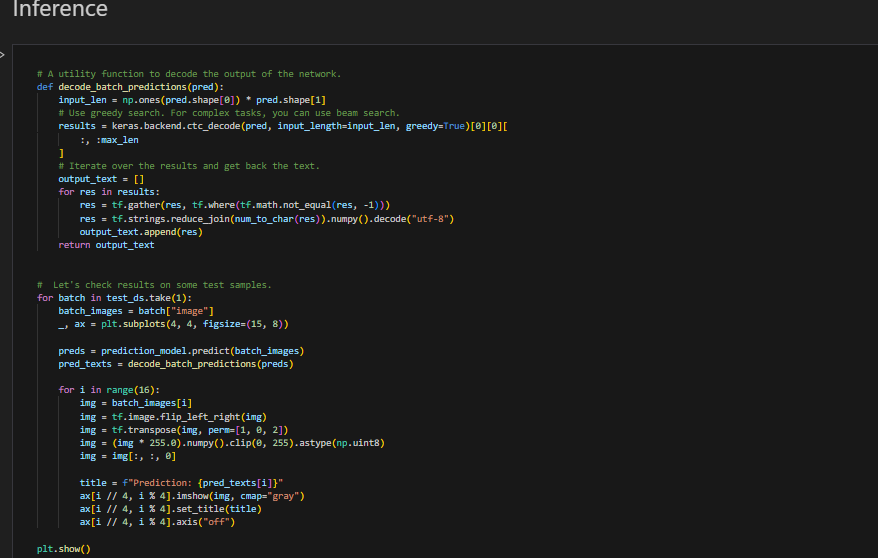 Inference
# A utility function to decode the output of the network.
def decode_batch_predictions(pred):
    input_len = np.ones(pred.shape[0]) * pred.shape[1]
    # Use greedy search. For complex tasks, you can use beam search.
    results = keras.backend.ctc_decode(pred, input_length=input_len, greedy=True)[0][0][
        :, :max_len
    ]
    # Iterate over the results and get back the text.
    output_text = []
    for res in results:
        res = tf.gather(res, tf.where(tf.math.not_equal(res, -1)))
        res = tf.strings.reduce_join(num_to_char(res)).numpy().decode("utf-8")
        output_text.append(res)
    return output_text
#  Let's check results on some test samples.
for batch in test_ds.take(1):
    batch_images = batch["image"]
    _, ax = plt.subplots(4, 4, figsize=(15, 8))
    preds = prediction_model.predict(batch_images)
    pred_texts = decode_batch_predictions(preds)
    for i in range(16):
        img = batch_images[i]
        img = tf.image.flip_left_right(img)
        img = tf.transpose(img, perm=[1, 0, 2])
        img = (img * 255.0).numpy().clip(0, 255).astype(np.uint8)
        img = img[:, :, 0]
        title = f"Prediction: {pred_texts[i]}"
        ax[i // 4, i % 4].imshow(img, cmap="gray")
        ax[i // 4, i % 4].set_title(title)
        ax[i // 4, i % 4].axis("off")
plt.show()